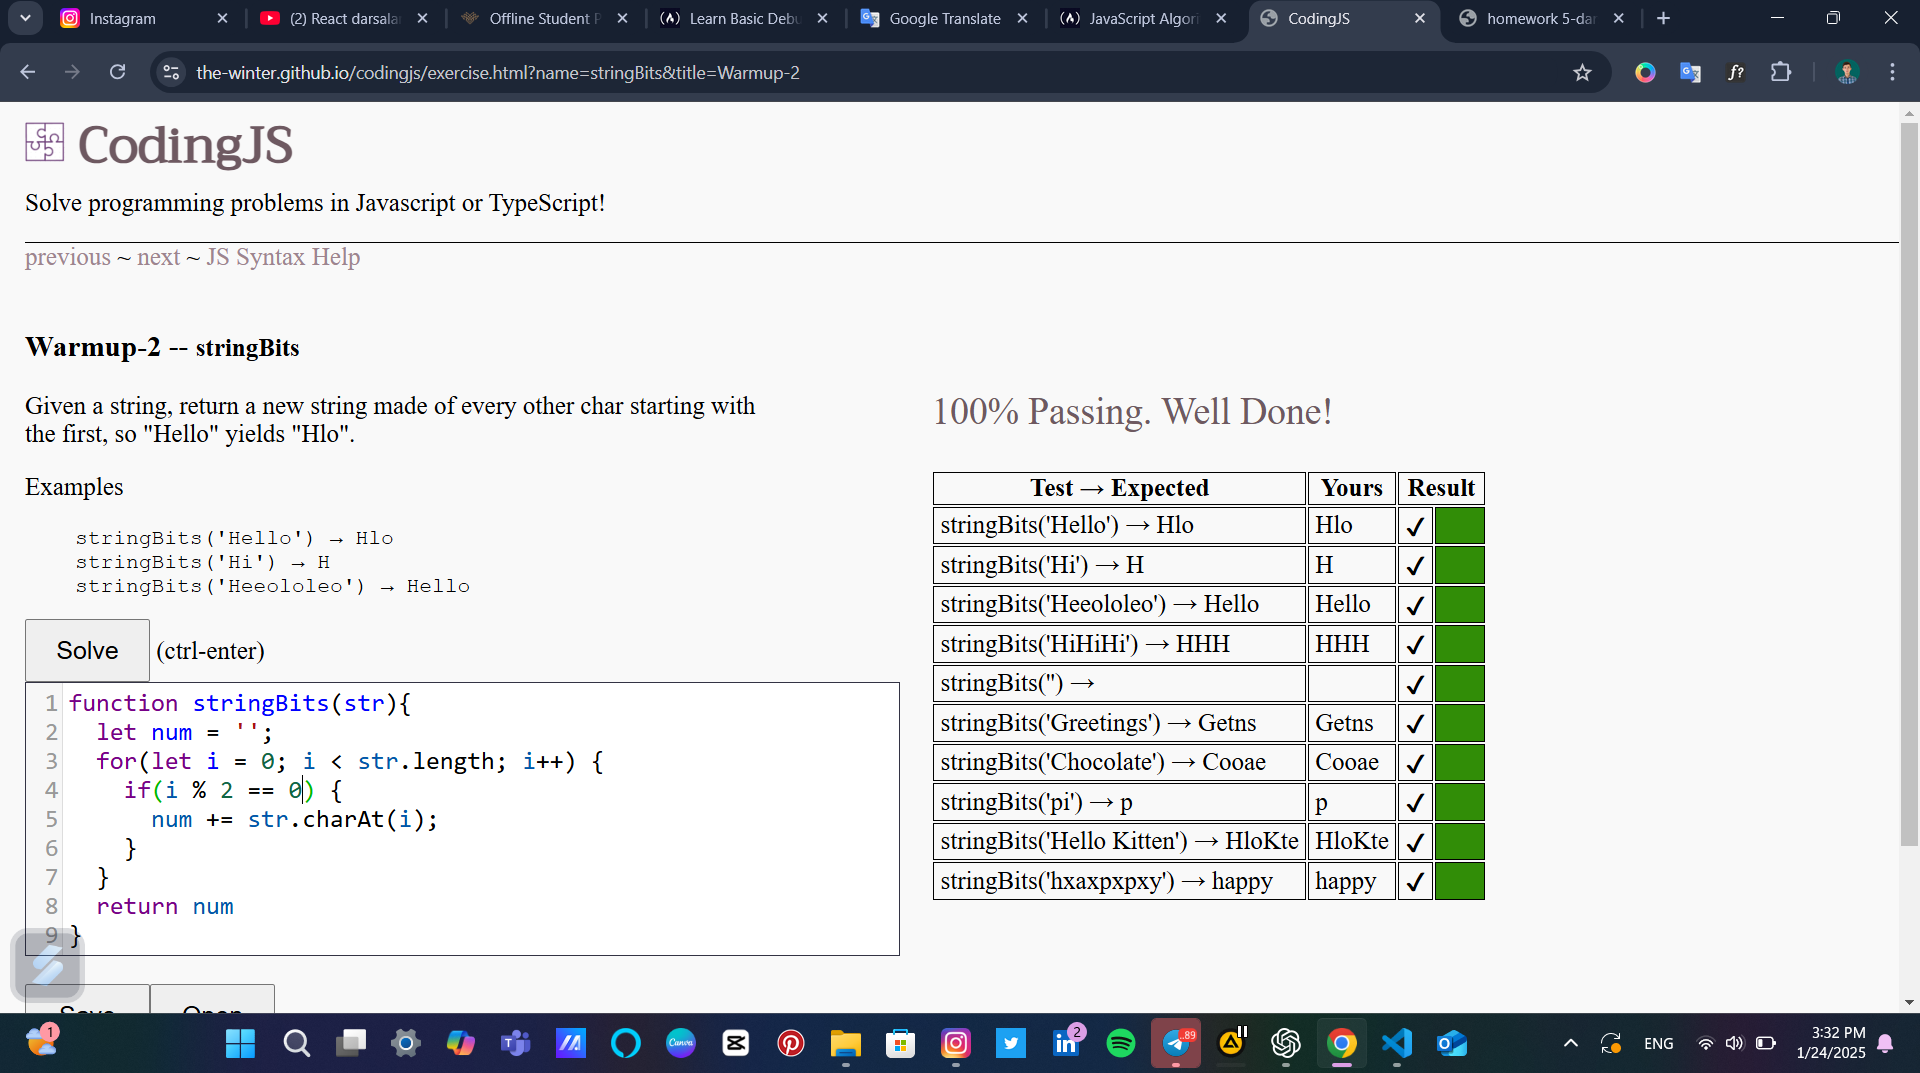 Instagram
(2) React darsala
Offline Student P
Learn Basic Debu
Google Translate
JavaScript Algori
CodingJS
homework 5-dar
the-winter.github.io/codingjs/exercise.html?name=stringBits&title=Warmup-2
CodingJS
Solve programming problems in Javascript or TypeScript!
previous ~ next ~ JS Syntax Help
Warmup-2 -- stringBits
Given a string, return a new string made of every other char starting with
the first, so "Hello" yields "Hlo".
Examples
stringBits('Hello') → Hlo
stringBits('Hi') → H
stringBits('Heeololeo') → Hello
Solve (ctrl-enter)
1 function stringBits(str){
2 let num = '';
3 for(let i = 0; i < str.length; i++) {
4 if(i % 2 == 0) {
5 num += str.charAt(i);
6 }
7 }
8 return num
9 }
Save Open
100% Passing. Well Done!
Test → Expected Yours Result
stringBits('Hello') → Hlo Hlo ✓
stringBits('Hi') → H H ✓
stringBits('Heeololeo') → Hello Hello ✓
stringBits('HiHiHi') → HHH HHH ✓
stringBits('') → ✓
stringBits('Greetings') → Getns Getns ✓
stringBits('Chocolate') → Cooae Cooae ✓
stringBits('pi') → p p ✓
stringBits('Hello Kitten') → HloKte HloKte ✓
stringBits('hxaxpxpxy') → happy happy ✓
1
Canva
2
89
ENG
3:32 PM
1/24/2025